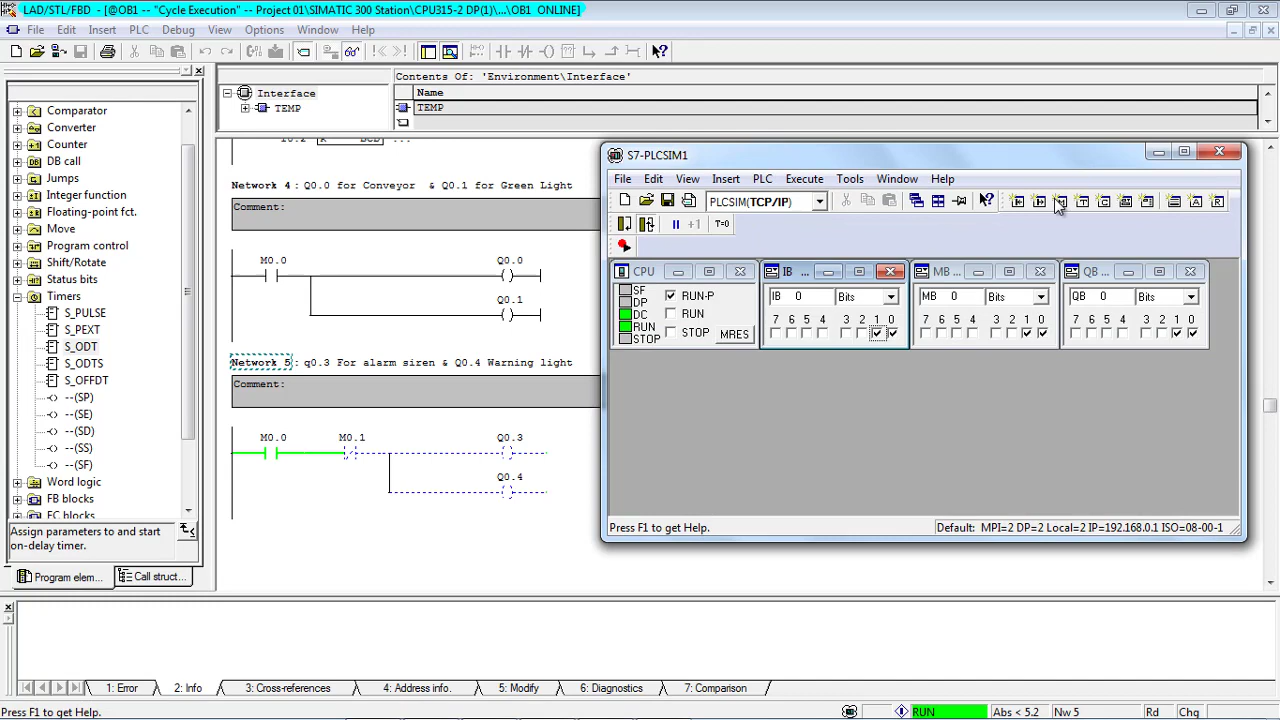 LAD/STL/FBD - [@OB1 -- "Cycle Execution" -- Project 01\SIMATIC 300 Station\CPU315-2 DP(1)\...\OB1 ONLINE]
File Edit Insert PLC Debug View Options Window Help
Contents Of: 'Environment\Interface'
Interface
TEMP
Name
TEMP
Comparator
Converter
Counter
DB call
Jumps
Integer function
Floating-point fct.
Move
Program control
Shift/Rotate
Status bits
Timers
S_PULSE
S_PEXT
S_ODT
S_ODTS
S_OFFDT
--(SP)
--(SE)
--(SD)
--(SS)
--(SF)
Word logic
FB blocks
FC blocks
Assign parameters to and start
on-delay timer.
Program elem... Call struct...
I0.2 R BCD ...
Network 4 : Q0.0 for Conveyor & Q0.1 for Green Light
Comment:
M0.0 Q0.0
Q0.1
Network 5 : q0.3 For alarm siren & Q0.4 Warning light
Comment:
M0.0 M0.1 Q0.3
Q0.4
S7-PLCSIM1
File Edit View Insert PLC Execute Tools Window Help
PLCSIM(TCP/IP)
+1 T=0
CPU
SF
DP
DC
RUN
STOP
RUN-P
RUN
STOP MRES
IB ...
IB 0 Bits
7 6 5 4 3 2 1 0
MB ...
MB 0 Bits
7 6 5 4 3 2 1 0
QB ...
QB 0 Bits
7 6 5 4 3 2 1 0
Press F1 to get Help. Default: MPI=2 DP=2 Local=2 IP=192.168.0.1 ISO=08-00-1
1: Error 2: Info 3: Cross-references 4: Address info. 5: Modify 6: Diagnostics 7: Comparison
Press F1 to get Help. RUN Abs < 5.2 Nw 5 Rd Chg